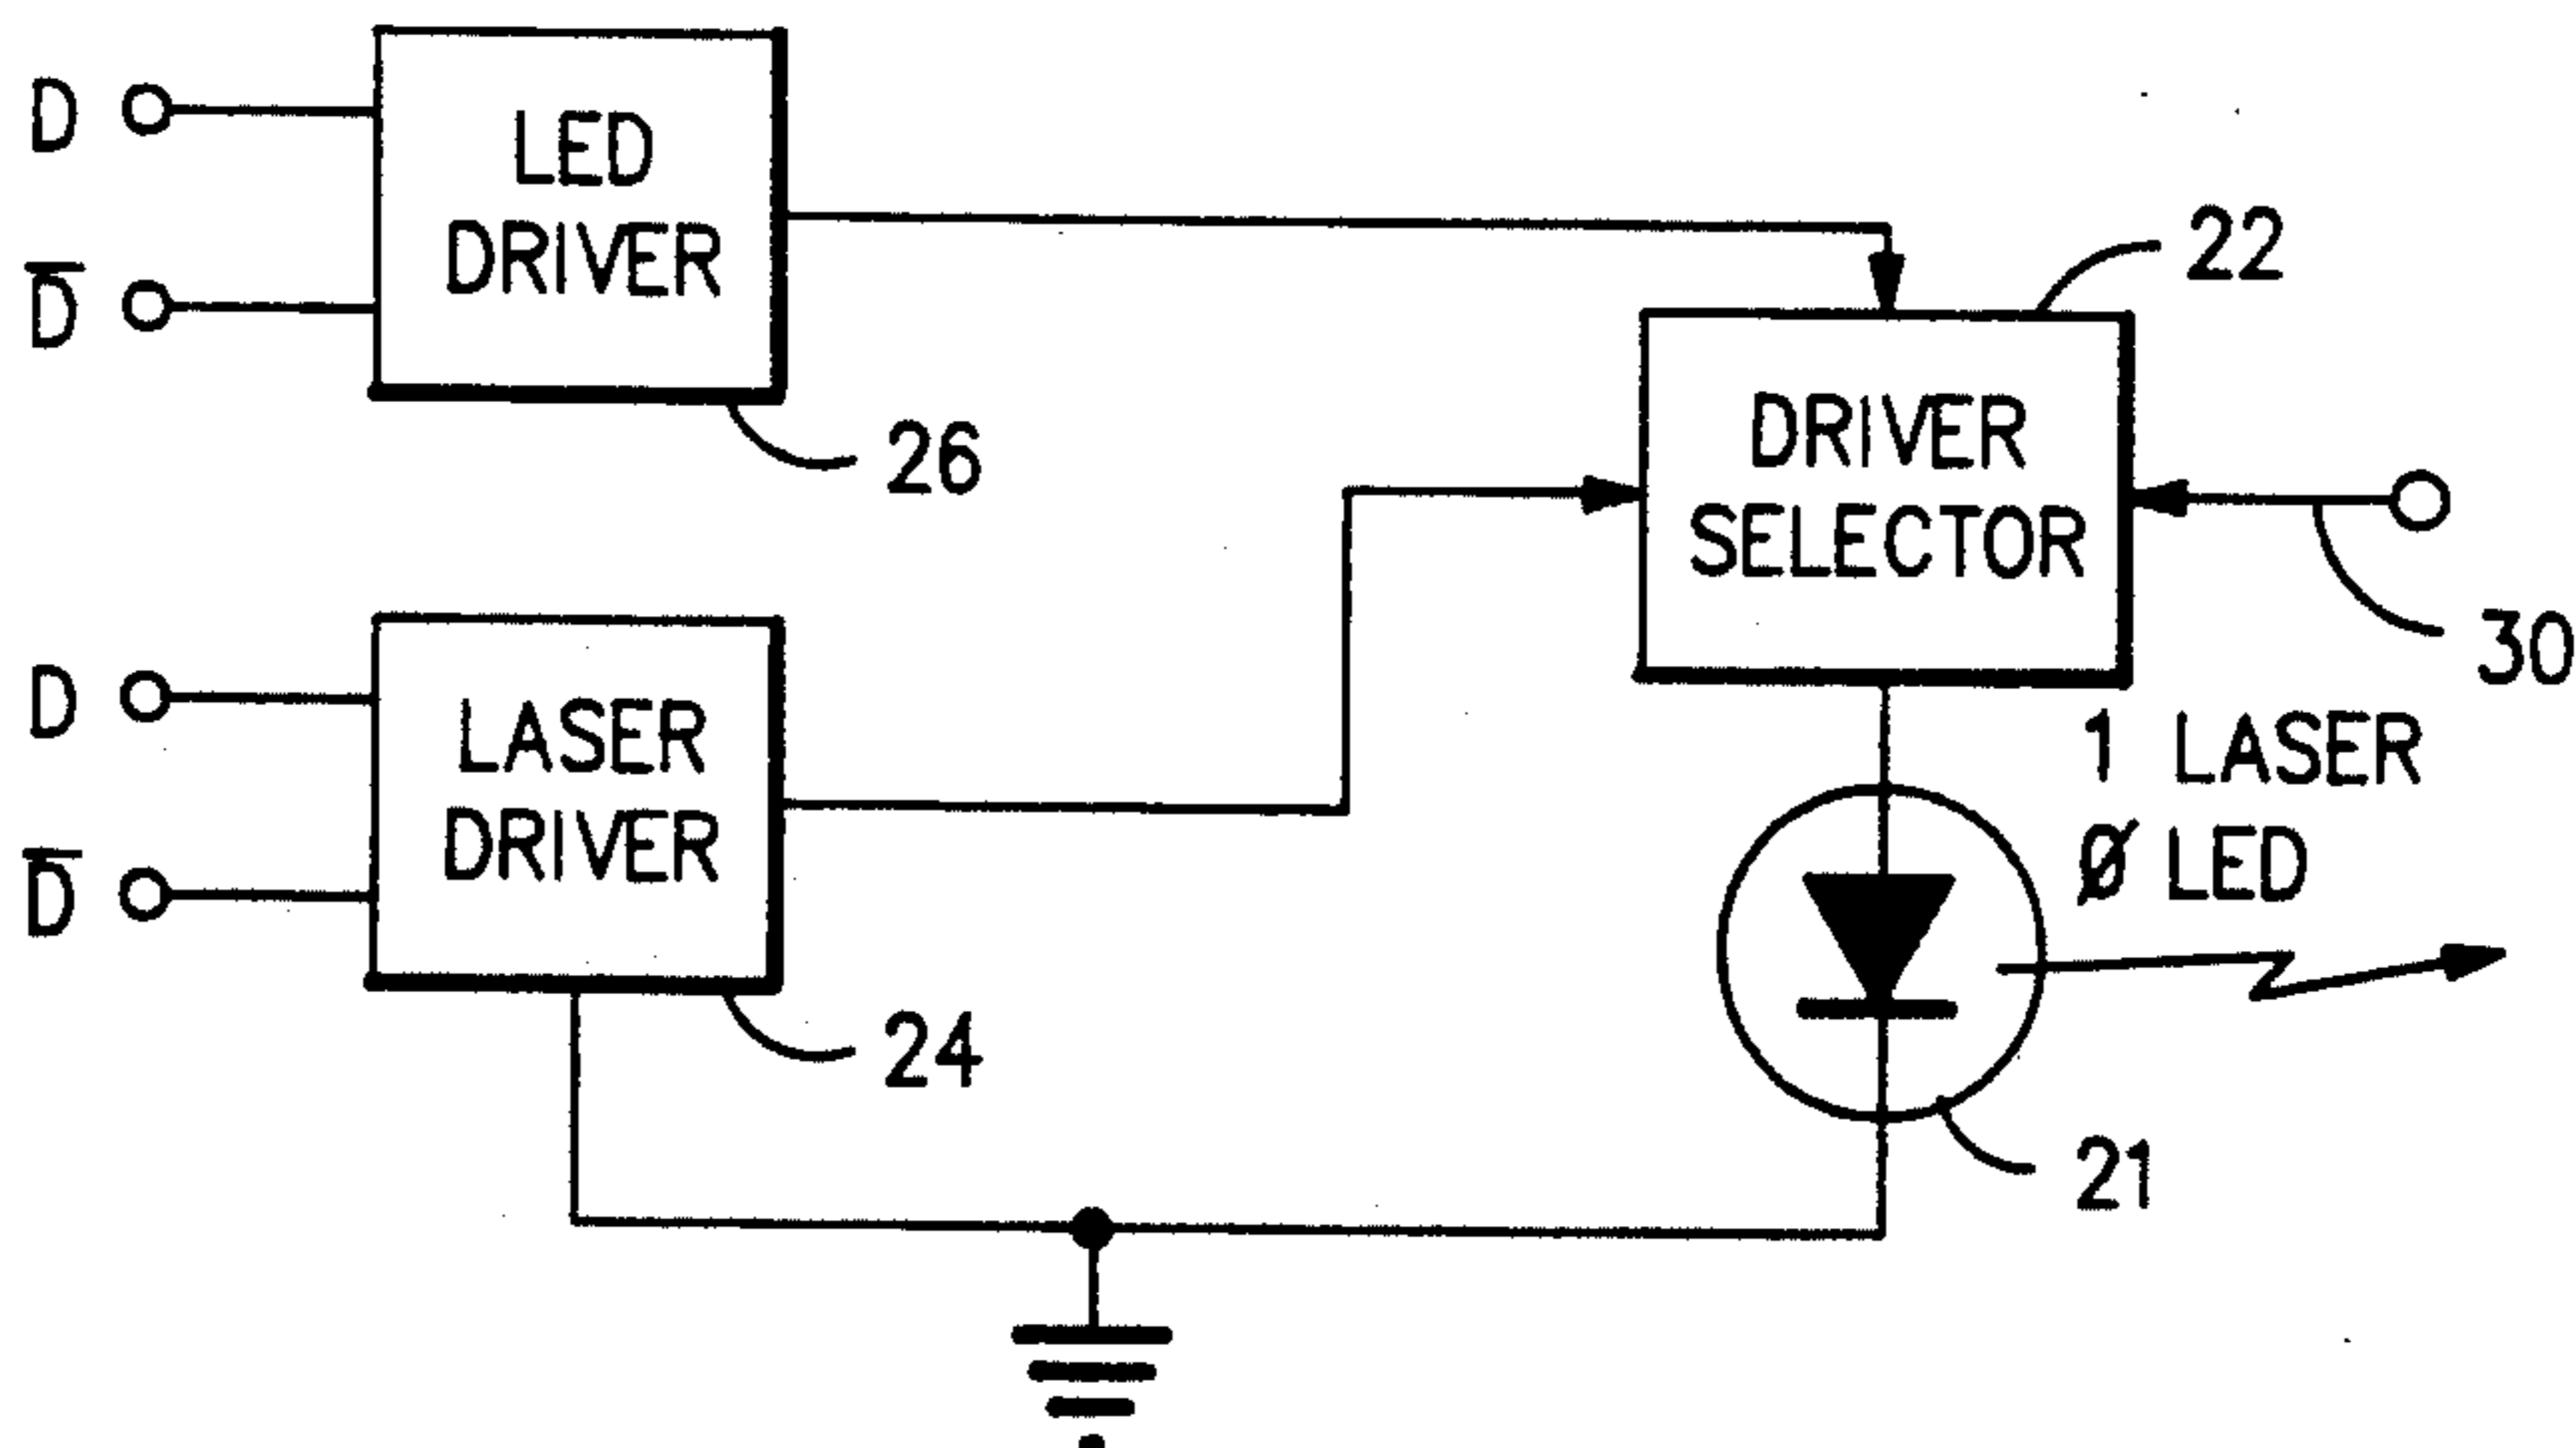 D
LED
DRIVER
D̅
26
22
DRIVER
SELECTOR
30
D
LASER
DRIVER
D̅
24
1 LASER
Ø LED
21